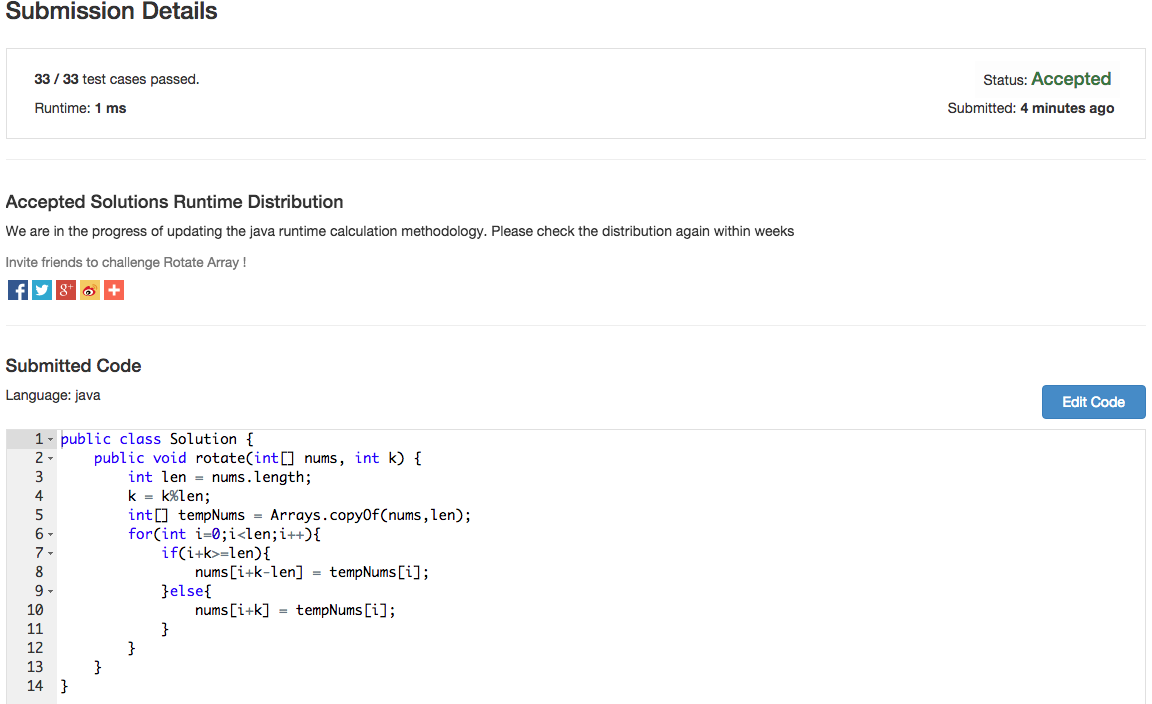 Submission Details
33 / 33 test cases passed.
Status: Accepted
Runtime: 1 ms
Submitted: 4 minutes ago
Accepted Solutions Runtime Distribution
We are in the progress of updating the java runtime calculation methodology. Please check the distribution again within weeks
Invite friends to challenge Rotate Array !
Submitted Code
Language: java
Edit Code
1 public class Solution {
2     public void rotate(int[] nums, int k) {
3         int len = nums.length;
4         k = k%len;
5         int[] tempNums = Arrays.copyOf(nums,len);
6         for(int i=0;i<len;i++){
7             if(i+k>=len){
8                 nums[i+k-len] = tempNums[i];
9             }else{
10                 nums[i+k] = tempNums[i];
11             }
12         }
13     }
14 }